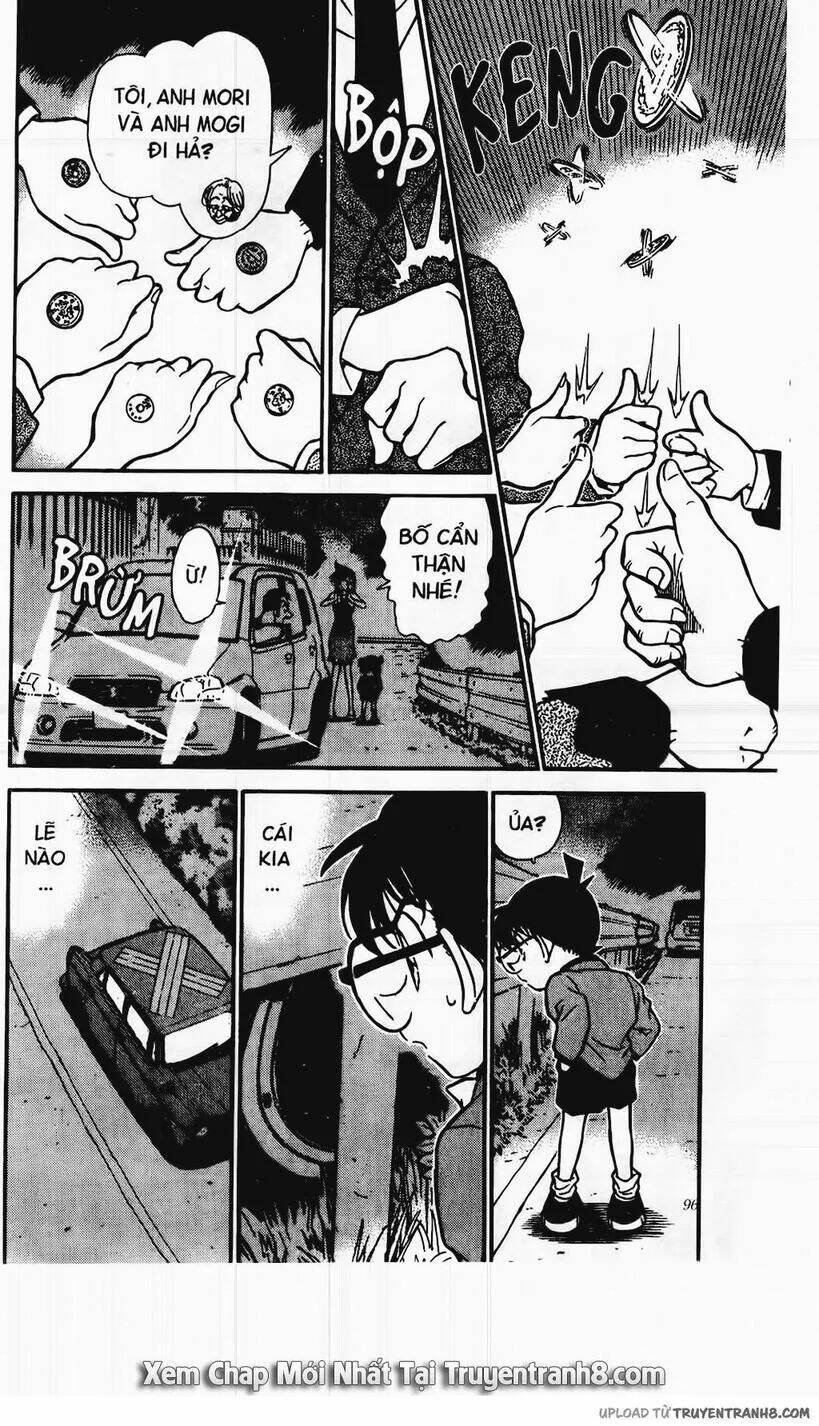 KENG
BỘP
TÔI, ANH MORI
VÀ ANH MOGI
ĐI HẢ?
BỐ CẨN
THẬN
NHÉ!
Ừ!
BRỪM
ỦA?
CÁI
KIA
...
LẼ
NÀO
...
96
Xem Chap Mới Nhất Tại Truyentranh8.com
UPLOAD TỪ TRUYENTRANH8.COM